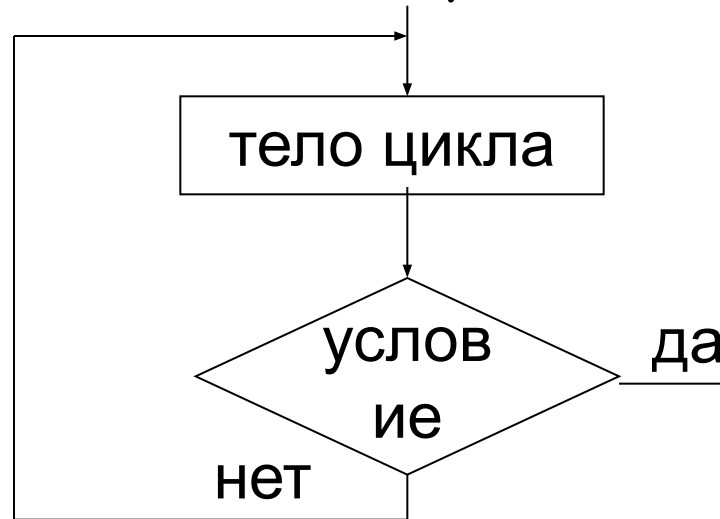 тело цикла
услов
ие
да
нет